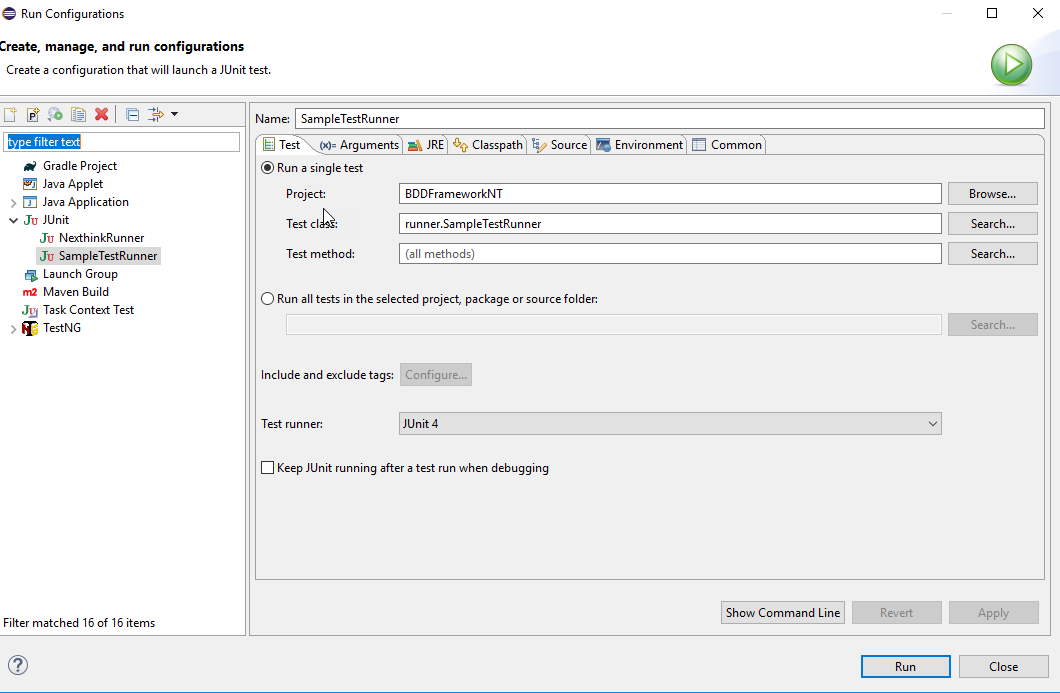 Run Configurations
Create, manage, and run configurations
Create a configuration that will launch a JUnit test.
type filter text
Gradle Project
Java Applet
Java Application
JUnit
NexthinkRunner
SampleTestRunner
Launch Group
m2 Maven Build
Task Context Test
TestNG
Filter matched 16 of 16 items
Name: SampleTestRunner
Test (x)= Arguments JRE Classpath Source Environment Common
Run a single test
Project: BDDFrameworkNT Browse...
Test class: runner.SampleTestRunner Search...
Test method: (all methods) Search...
Run all tests in the selected project, package or source folder:
Search...
Include and exclude tags: Configure...
Test runner: JUnit 4
Keep JUnit running after a test run when debugging
Show Command Line Revert Apply
Run Close